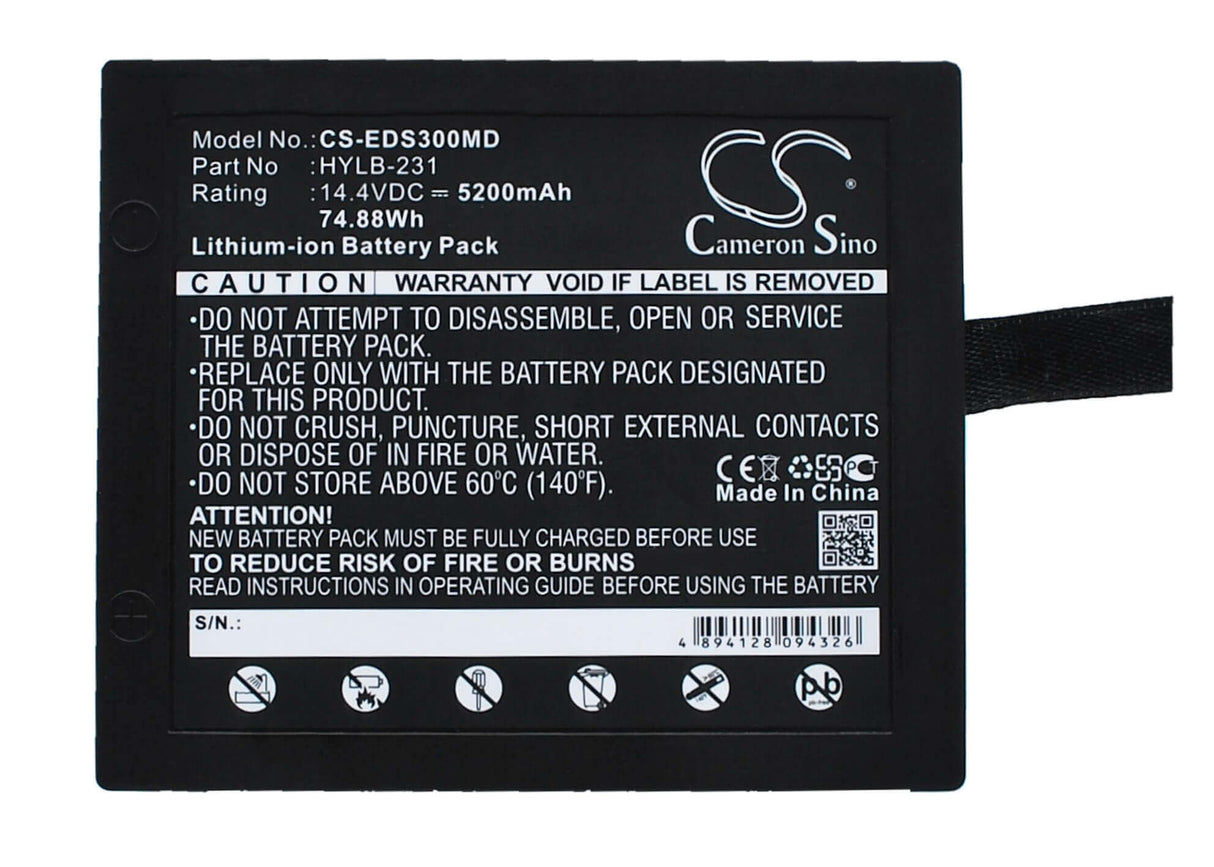 Model No.:CS-EDS300MD
Part No :HYLB-231
Rating :14.4VDC ⎓ 5200mAh
74.88Wh
Lithium-ion Battery Pack
CS ®
Cameron Sino
CAUTION WARRANTY VOID IF LABEL IS REMOVED
•DO NOT ATTEMPT TO DISASSEMBLE, OPEN OR SERVICE
THE BATTERY PACK.
•REPLACE ONLY WITH THE BATTERY PACK DESIGNATED
FOR THIS PRODUCT.
•DO NOT CRUSH, PUNCTURE, SHORT EXTERNAL CONTACTS
OR DISPOSE OF IN FIRE OR WATER.
•DO NOT STORE ABOVE 60°C (140°F).
CE
Made In China
ATTENTION!
NEW BATTERY PACK MUST BE FULLY CHARGED BEFORE USE
TO REDUCE RISK OF FIRE OR BURNS
READ INSTRUCTIONS IN OPERATING GUIDE BEFORE USING THE BATTERY
S/N.:
4 894128 094326
pb
pb-free